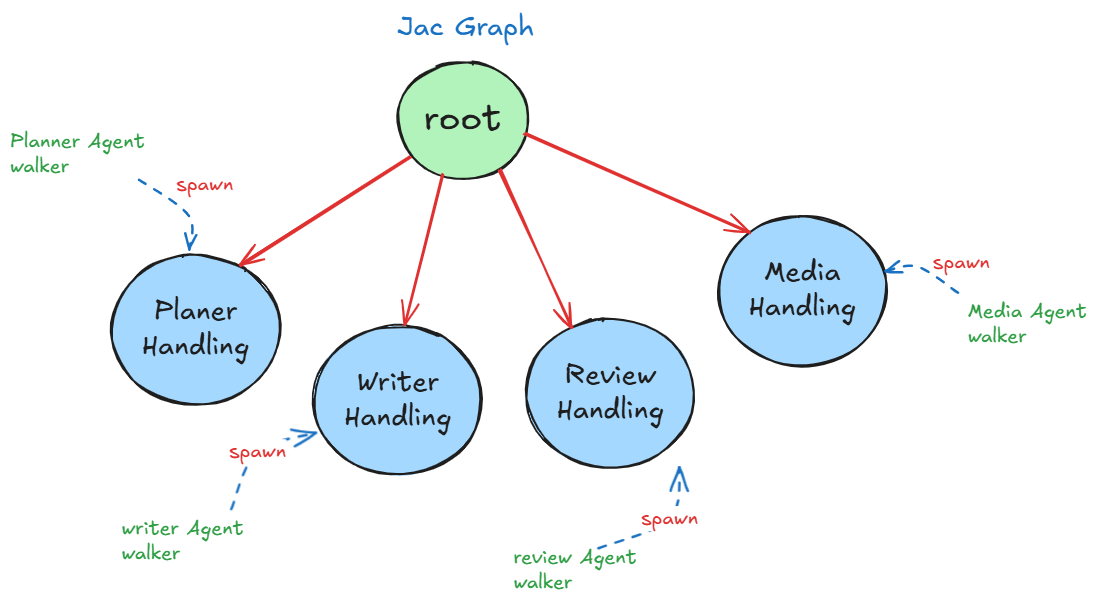 Jac Graph
root
Planner Agent
walker
spawn
Planer
Handling
Media
Handling
spawn
Media Agent
walker
Writer
Handling
Review
Handling
spawn
writer Agent
walker
spawn
review Agent
walker